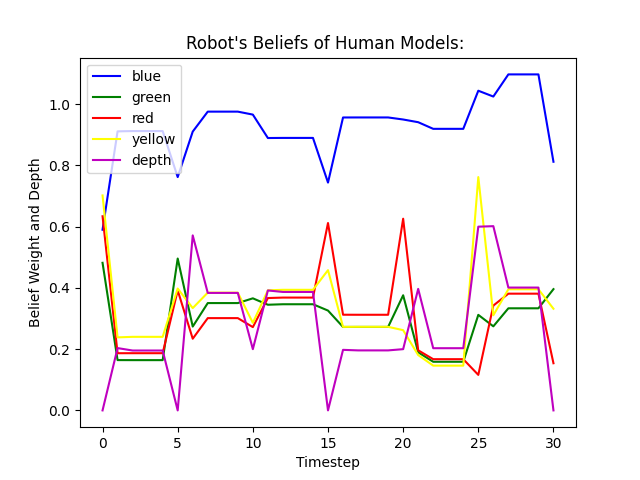 Robot's Beliefs of Human Models:
blue
green
red
yellow
depth
Belief Weight and Depth
1.0
0.8
0.6
0.4
0.2
0.0
0 5 10 15 20 25 30
Timestep